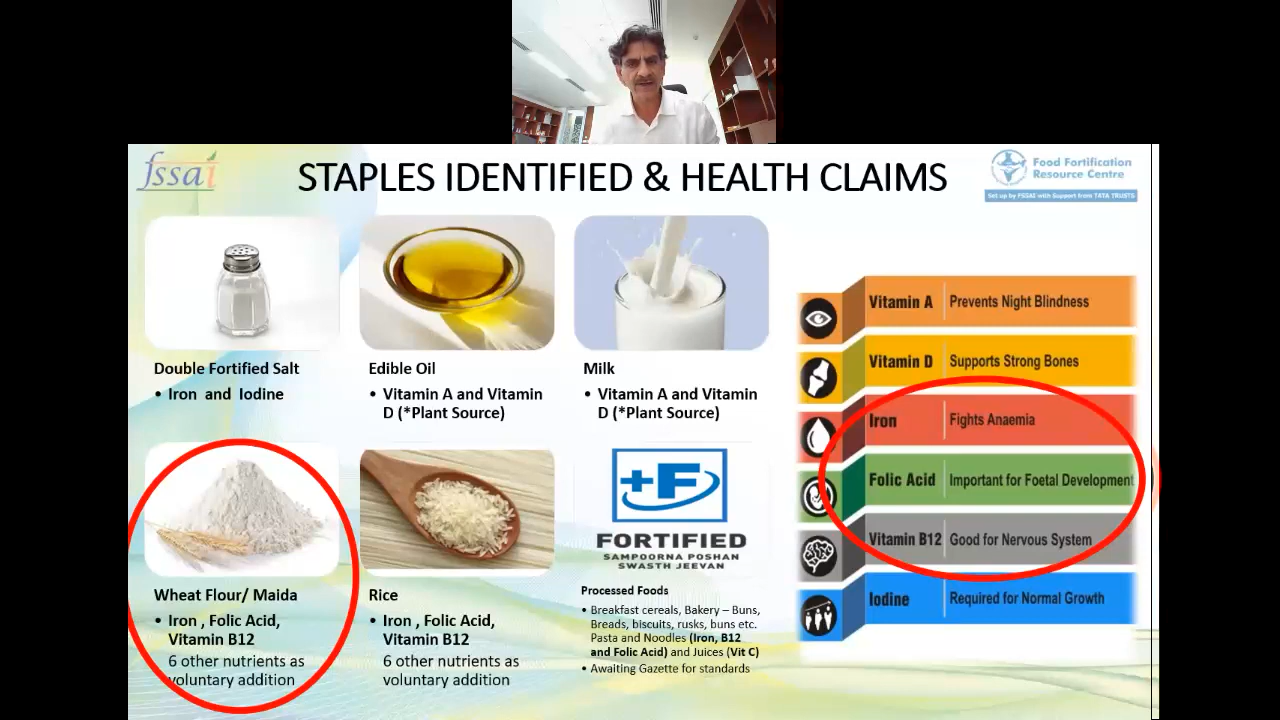 fssai
STAPLES IDENTIFIED & HEALTH CLAIMS
Food Fortification
Resource Centre
Set up by FSSAI with Support from TATA TRUSTS
Double Fortified Salt
• Iron and Iodine
Edible Oil
• Vitamin A and Vitamin
D (*Plant Source)
Milk
• Vitamin A and Vitamin
D (*Plant Source)
Wheat Flour/ Maida
• Iron , Folic Acid,
Vitamin B12
6 other nutrients as
voluntary addition
Rice
• Iron , Folic Acid,
Vitamin B12
6 other nutrients as
voluntary addition
+F
FORTIFIED
SAMPOORNA POSHAN
SWASTH JEEVAN
Processed Foods
• Breakfast cereals, Bakery – Buns,
Breads, biscuits, rusks, buns etc.
Pasta and Noodles (Iron, B12
and Folic Acid) and Juices (Vit C)
• Awaiting Gazette for standards
Vitamin A Prevents Night Blindness
Vitamin D Supports Strong Bones
Iron Fights Anaemia
Folic Acid Important for Foetal Development
Vitamin B12 Good for Nervous System
Iodine Required for Normal Growth